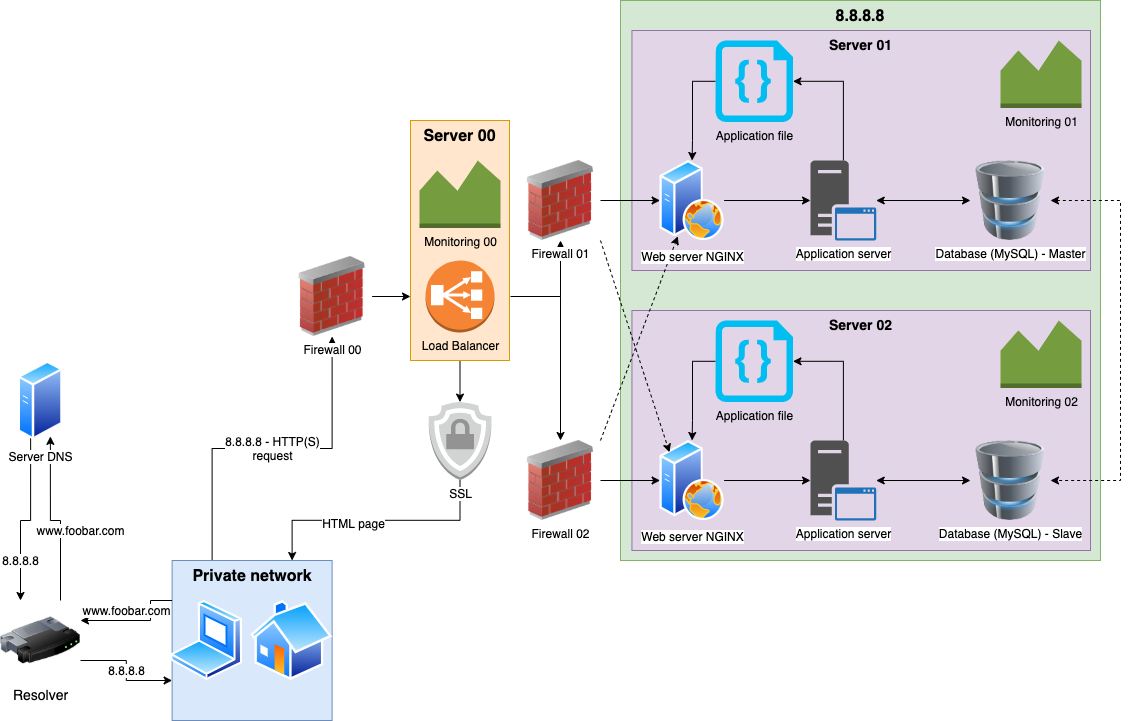 8.8.8.8
Server 01
Monitoring 01
Application file
Server 00
Monitoring 00
Load Balancer
Firewall 01
Web server NGINX
Application server
Database (MySQL) - Master
Firewall 00
Server 02
Monitoring 02
Application file
Server DNS
8.8.8.8 - HTTP(S)
request
SSL
HTML page
Firewall 02
Web server NGINX
Application server
Database (MySQL) - Slave
www.foobar.com
8.8.8.8
Private network
www.foobar.com
8.8.8.8
Resolver